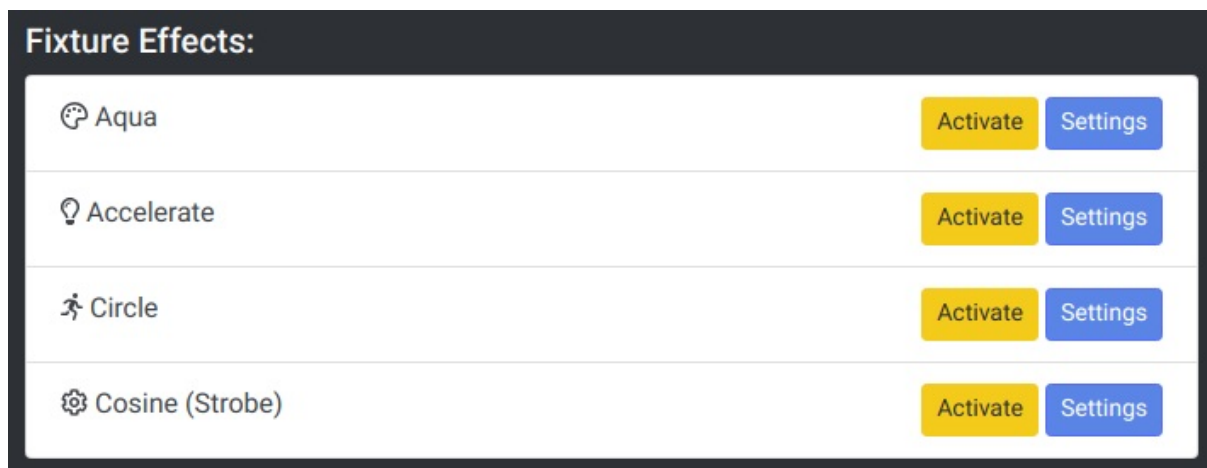 Fixture Effects:
Aqua Activate Settings
Accelerate Activate Settings
Circle Activate Settings
Cosine (Strobe) Activate Settings